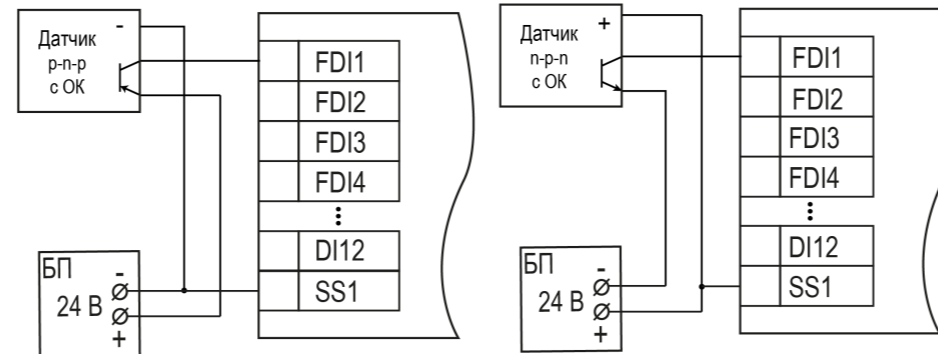 Датчик
p-n-p
с ОК
-
FDI1
FDI2
FDI3
FDI4
DI12
SS1
БП
-
24 В
+
Датчик
n-p-n
с ОК
+
FDI1
FDI2
FDI3
FDI4
DI12
SS1
БП
-
24 В
+